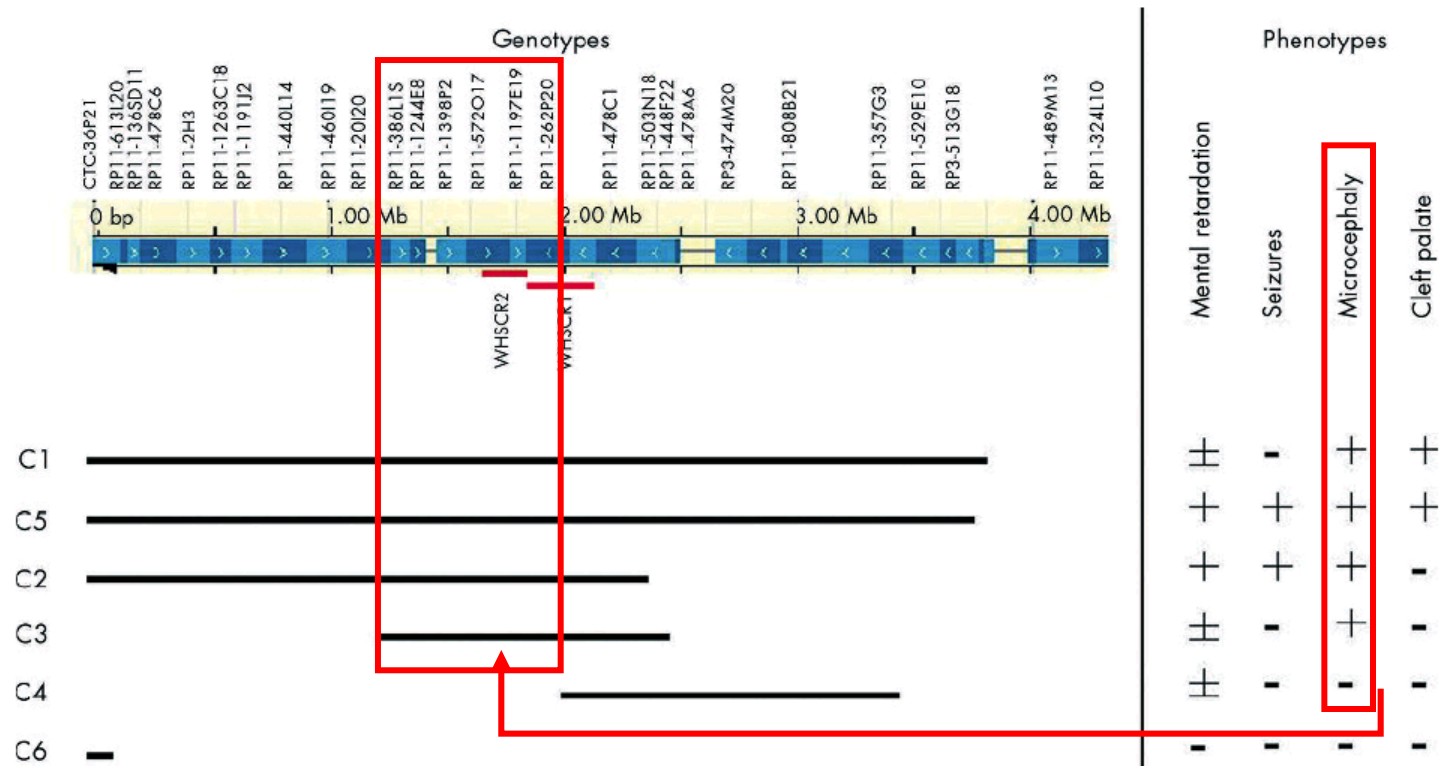 Genotypes
Phenotypes
CTC-36P21
RP11-613L20
RP11-1365D11
RP11-478C6
RP11-2H3
RP11-1263C18
RP11-1191J2
RP11-440L14
RP11-460I19
RP11-20I20
RP11-386L15
RP11-1244E8
RP11-1398P2
RP11-572O17
RP11-1197E19
RP11-262P20
RP11-478C1
RP11-503N18
RP11-448F22
RP11-478A6
RP3-474M20
RP11-808B21
RP11-357G3
RP11-529E10
RP3-513G18
RP11-489M13
RP11-324L10
Mental retardation
Seizures
Microcephaly
Cleft palate
0 bp 1.00 Mb 2.00 Mb 3.00 Mb 4.00 Mb
WHSCR2
WHSCR1
C1 ± - + +
C5 + + + +
C2 + + + -
C3 ± - + -
C4 ± - - -
C6 - - - -